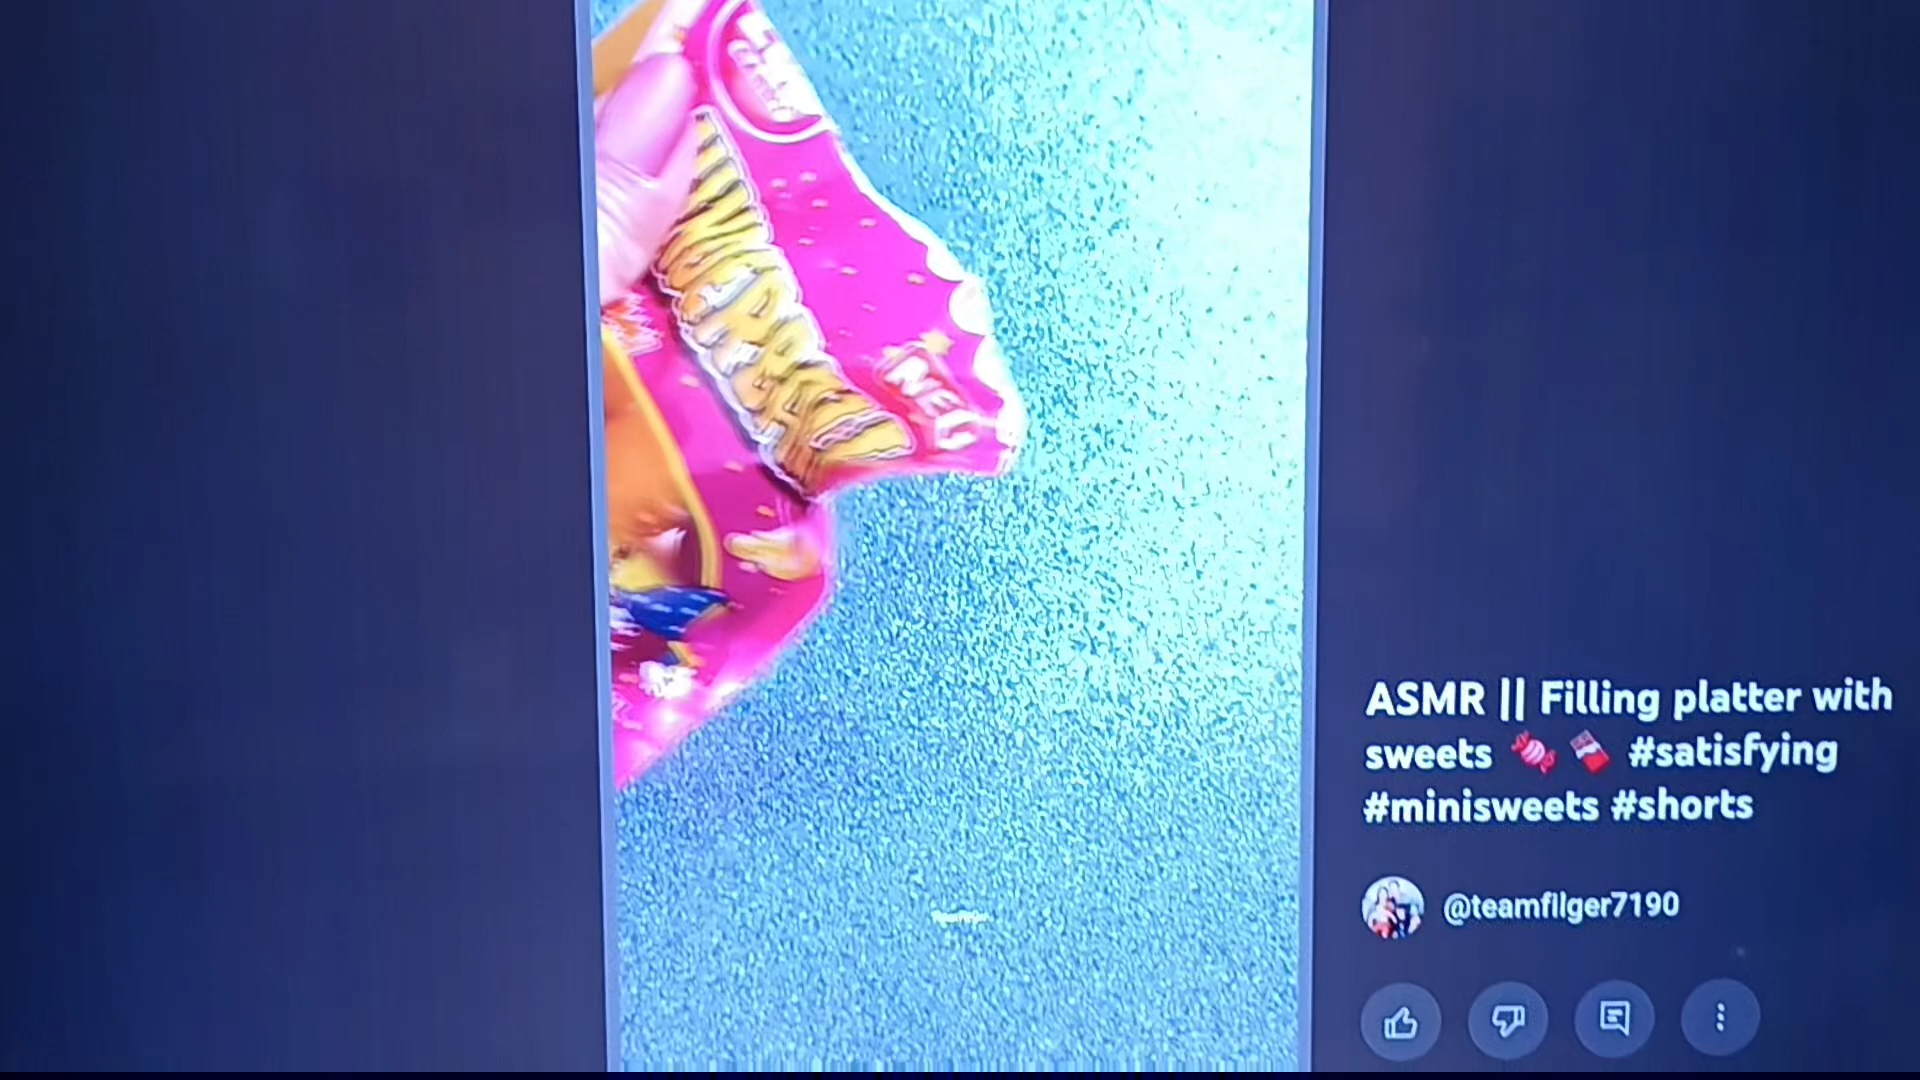 NEU
ASMR || Filling platter with
sweets 🍬 🍫 #satisfying
#minisweets #shorts
@teamfilger7190